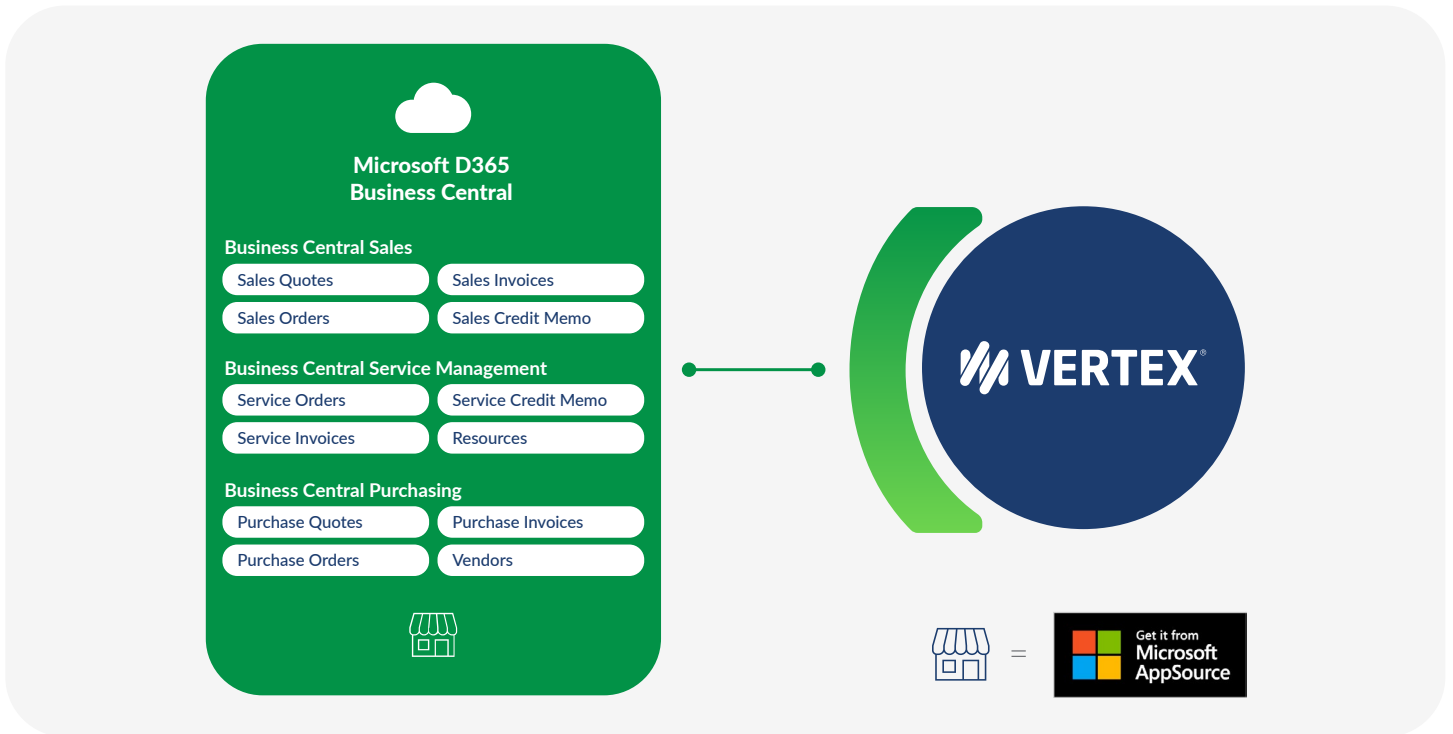 Microsoft D365
Business Central
Business Central Sales
Sales Quotes
Sales Invoices
Sales Orders
Sales Credit Memo
Business Central Service Management
Service Orders
Service Credit Memo
Service Invoices
Resources
Business Central Purchasing
Purchase Quotes
Purchase Invoices
Purchase Orders
Vendors
VERTEX®
=
Get it from
Microsoft
AppSource